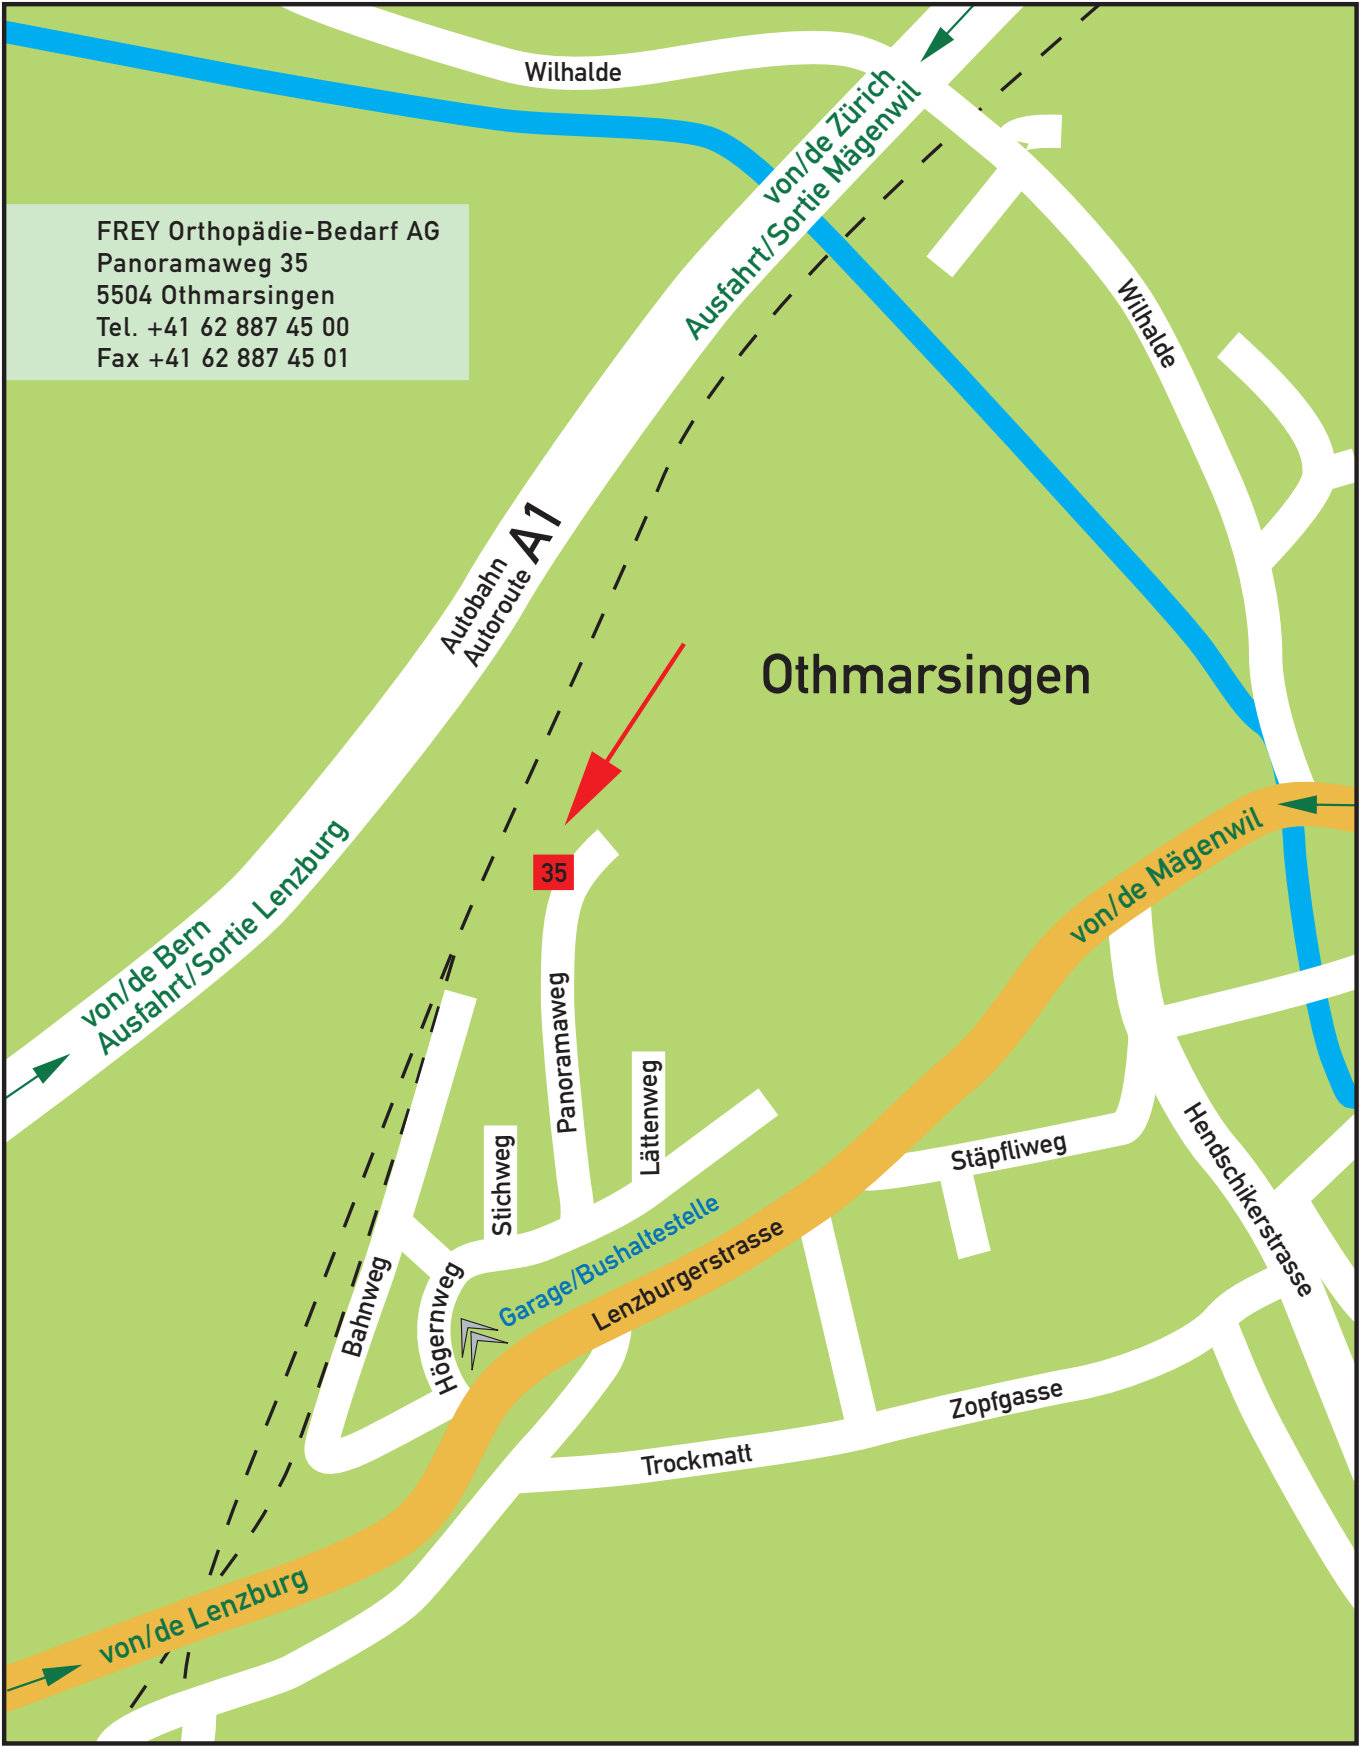 Wilhalde
von/de Zürich
Ausfahrt/Sortie Mägenwil
FREY Orthopädie-Bedarf AG
Panoramaweg 35
5504 Othmarsingen
Tel. +41 62 887 45 00
Fax +41 62 887 45 01
Wilhalde
Autobahn
Autoroute
A1
Othmarsingen
35
von/de Mägenwil
von/de Bern
Ausfahrt/Sortie Lenzburg
Panoramaweg
Lättenweg
Stichweg
Stäpfliweg
Hendschikerstrasse
Garage/Bushaltestelle
Lenzburgerstrasse
Bahnweg
Högernweg
Zopfgasse
Trockmatt
von/de Lenzburg